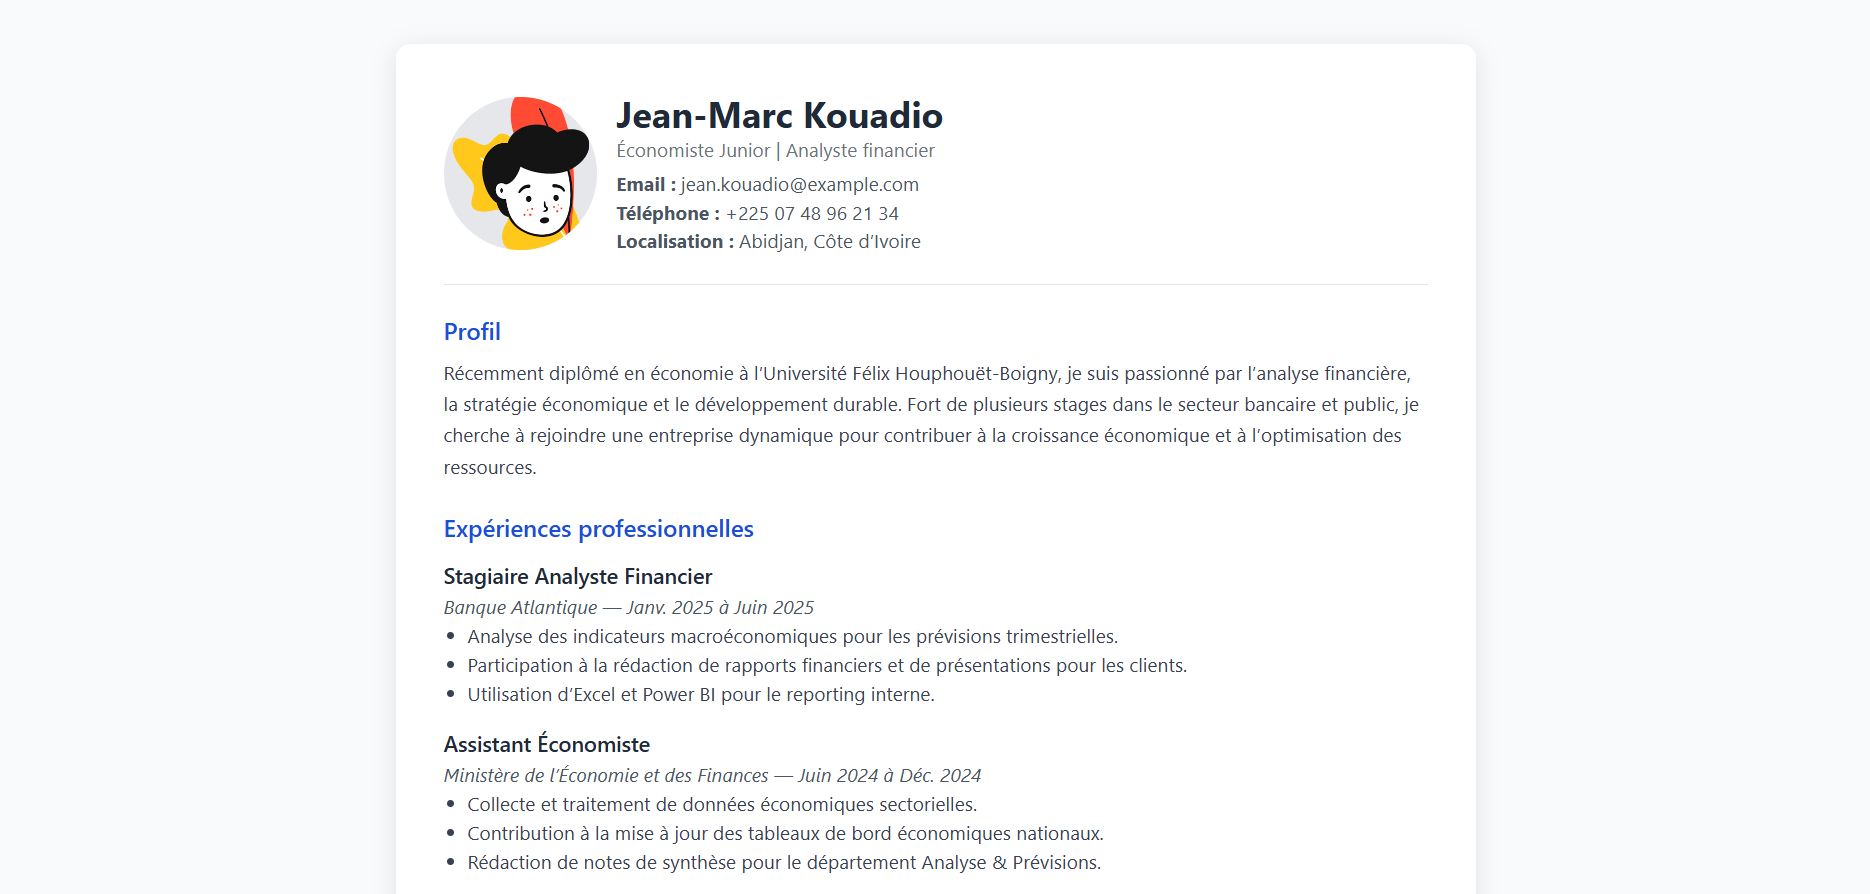 Jean-Marc Kouadio
Économiste Junior | Analyste financier
Email : jean.kouadio@example.com
Téléphone : +225 07 48 96 21 34
Localisation : Abidjan, Côte d’Ivoire
Profil
Récemment diplômé en économie à l’Université Félix Houphouët-Boigny, je suis passionné par l’analyse financière,
la stratégie économique et le développement durable. Fort de plusieurs stages dans le secteur bancaire et public, je
cherche à rejoindre une entreprise dynamique pour contribuer à la croissance économique et à l’optimisation des
ressources.
Expériences professionnelles
Stagiaire Analyste Financier
Banque Atlantique — Janv. 2025 à Juin 2025
• Analyse des indicateurs macroéconomiques pour les prévisions trimestrielles.
• Participation à la rédaction de rapports financiers et de présentations pour les clients.
• Utilisation d’Excel et Power BI pour le reporting interne.
Assistant Économiste
Ministère de l’Économie et des Finances — Juin 2024 à Déc. 2024
• Collecte et traitement de données économiques sectorielles.
• Contribution à la mise à jour des tableaux de bord économiques nationaux.
• Rédaction de notes de synthèse pour le département Analyse & Prévisions.